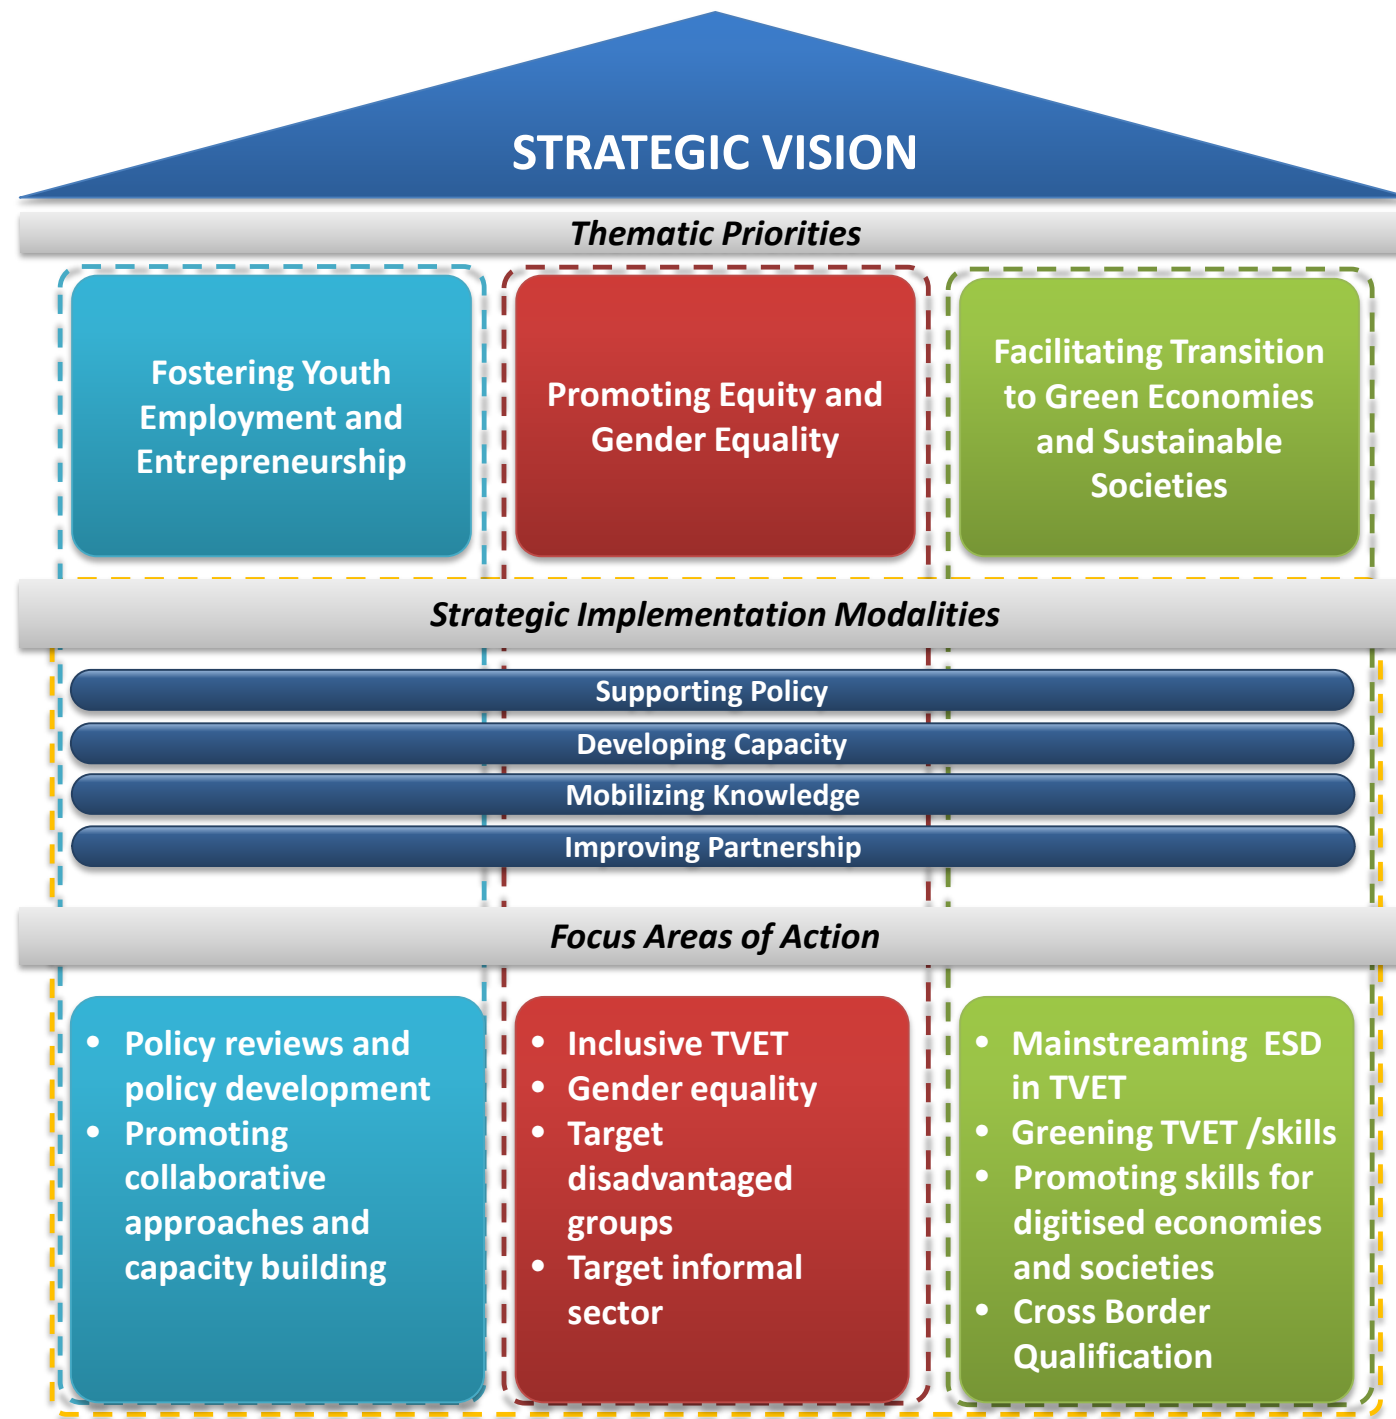 STRATEGIC VISION
Thematic Priorities
Fostering Youth
Employment and
Entrepreneurship
Promoting Equity and
Gender Equality
Facilitating Transition
to Green Economies
and Sustainable
Societies
Strategic Implementation Modalities
Supporting Policy
Developing Capacity
Mobilizing Knowledge
Improving Partnership
Focus Areas of Action
• Policy reviews and
policy development
• Promoting
collaborative
approaches and
capacity building
• Inclusive TVET
• Gender equality
• Target
disadvantaged
groups
• Target informal
sector
• Mainstreaming ESD
in TVET
• Greening TVET /skills
• Promoting skills for
digitised economies
and societies
• Cross Border
Qualification